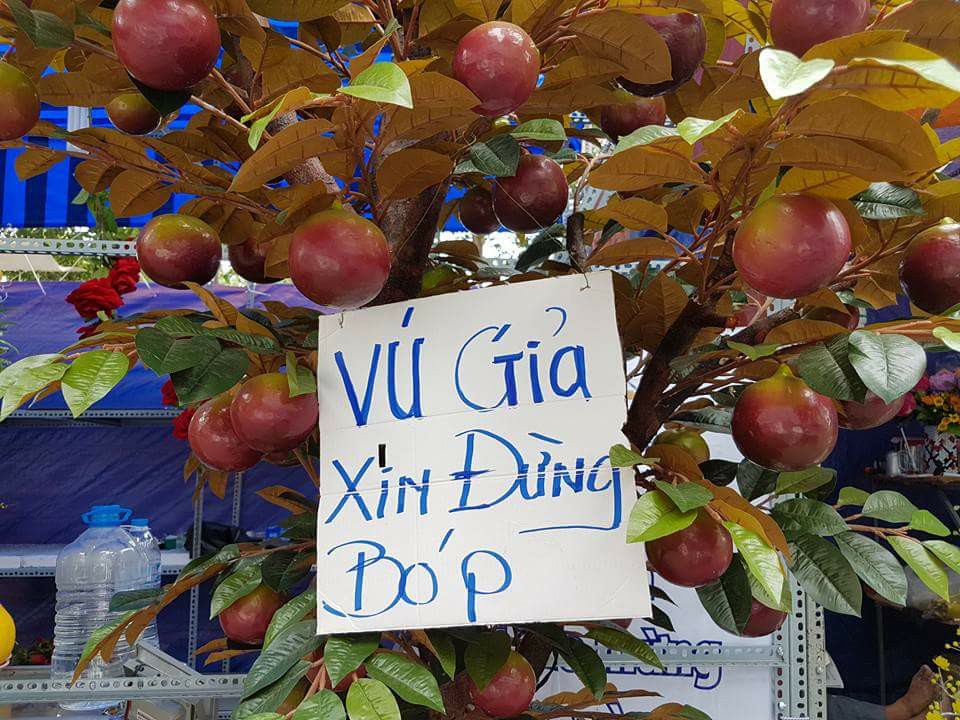 VÚ Giả
Xin Đừng
Bóp